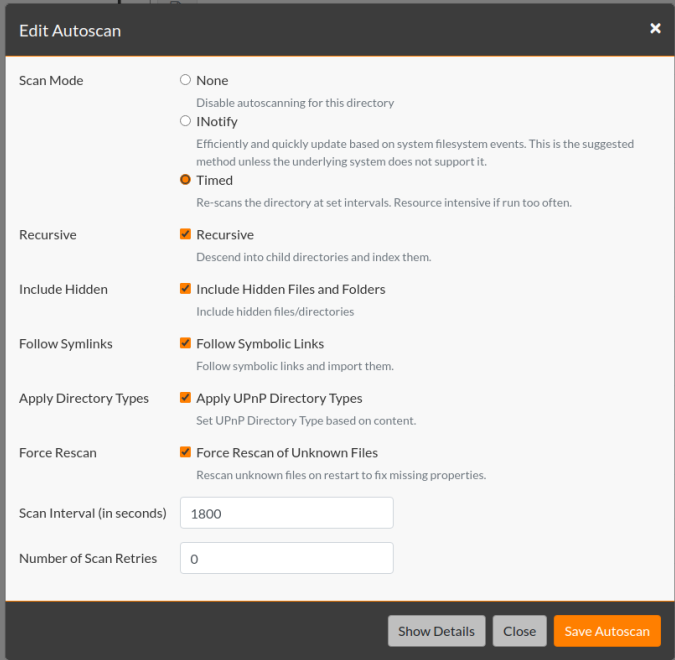 Edit Autoscan
×
Scan Mode
None
Disable autoscanning for this directory
INotify
Efficiently and quickly update based on system filesystem events. This is the suggested
method unless the underlying system does not support it.
Timed
Re-scans the directory at set intervals. Resource intensive if run too often.
Recursive
Recursive
Descend into child directories and index them.
Include Hidden
Include Hidden Files and Folders
Include hidden files/directories
Follow Symlinks
Follow Symbolic Links
Follow symbolic links and import them.
Apply Directory Types
Apply UPnP Directory Types
Set UPnP Directory Type based on content.
Force Rescan
Force Rescan of Unknown Files
Rescan unknown files on restart to fix missing properties.
Scan Interval (in seconds)
1800
Number of Scan Retries
0
Show Details
Close
Save Autoscan